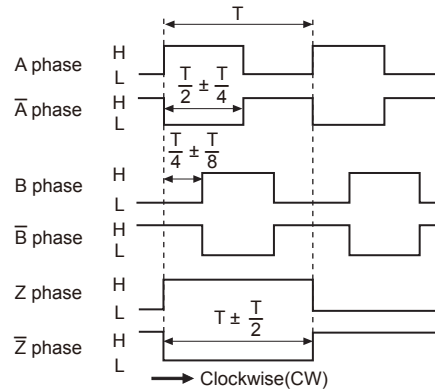 T
A phase H
L
A̅ phase H
L
T/2 ± T/4
T/4 ± T/8
B phase H
L
B̅ phase H
L
Z phase H
L
T ± T/2
Z̅ phase H
L
Clockwise(CW)